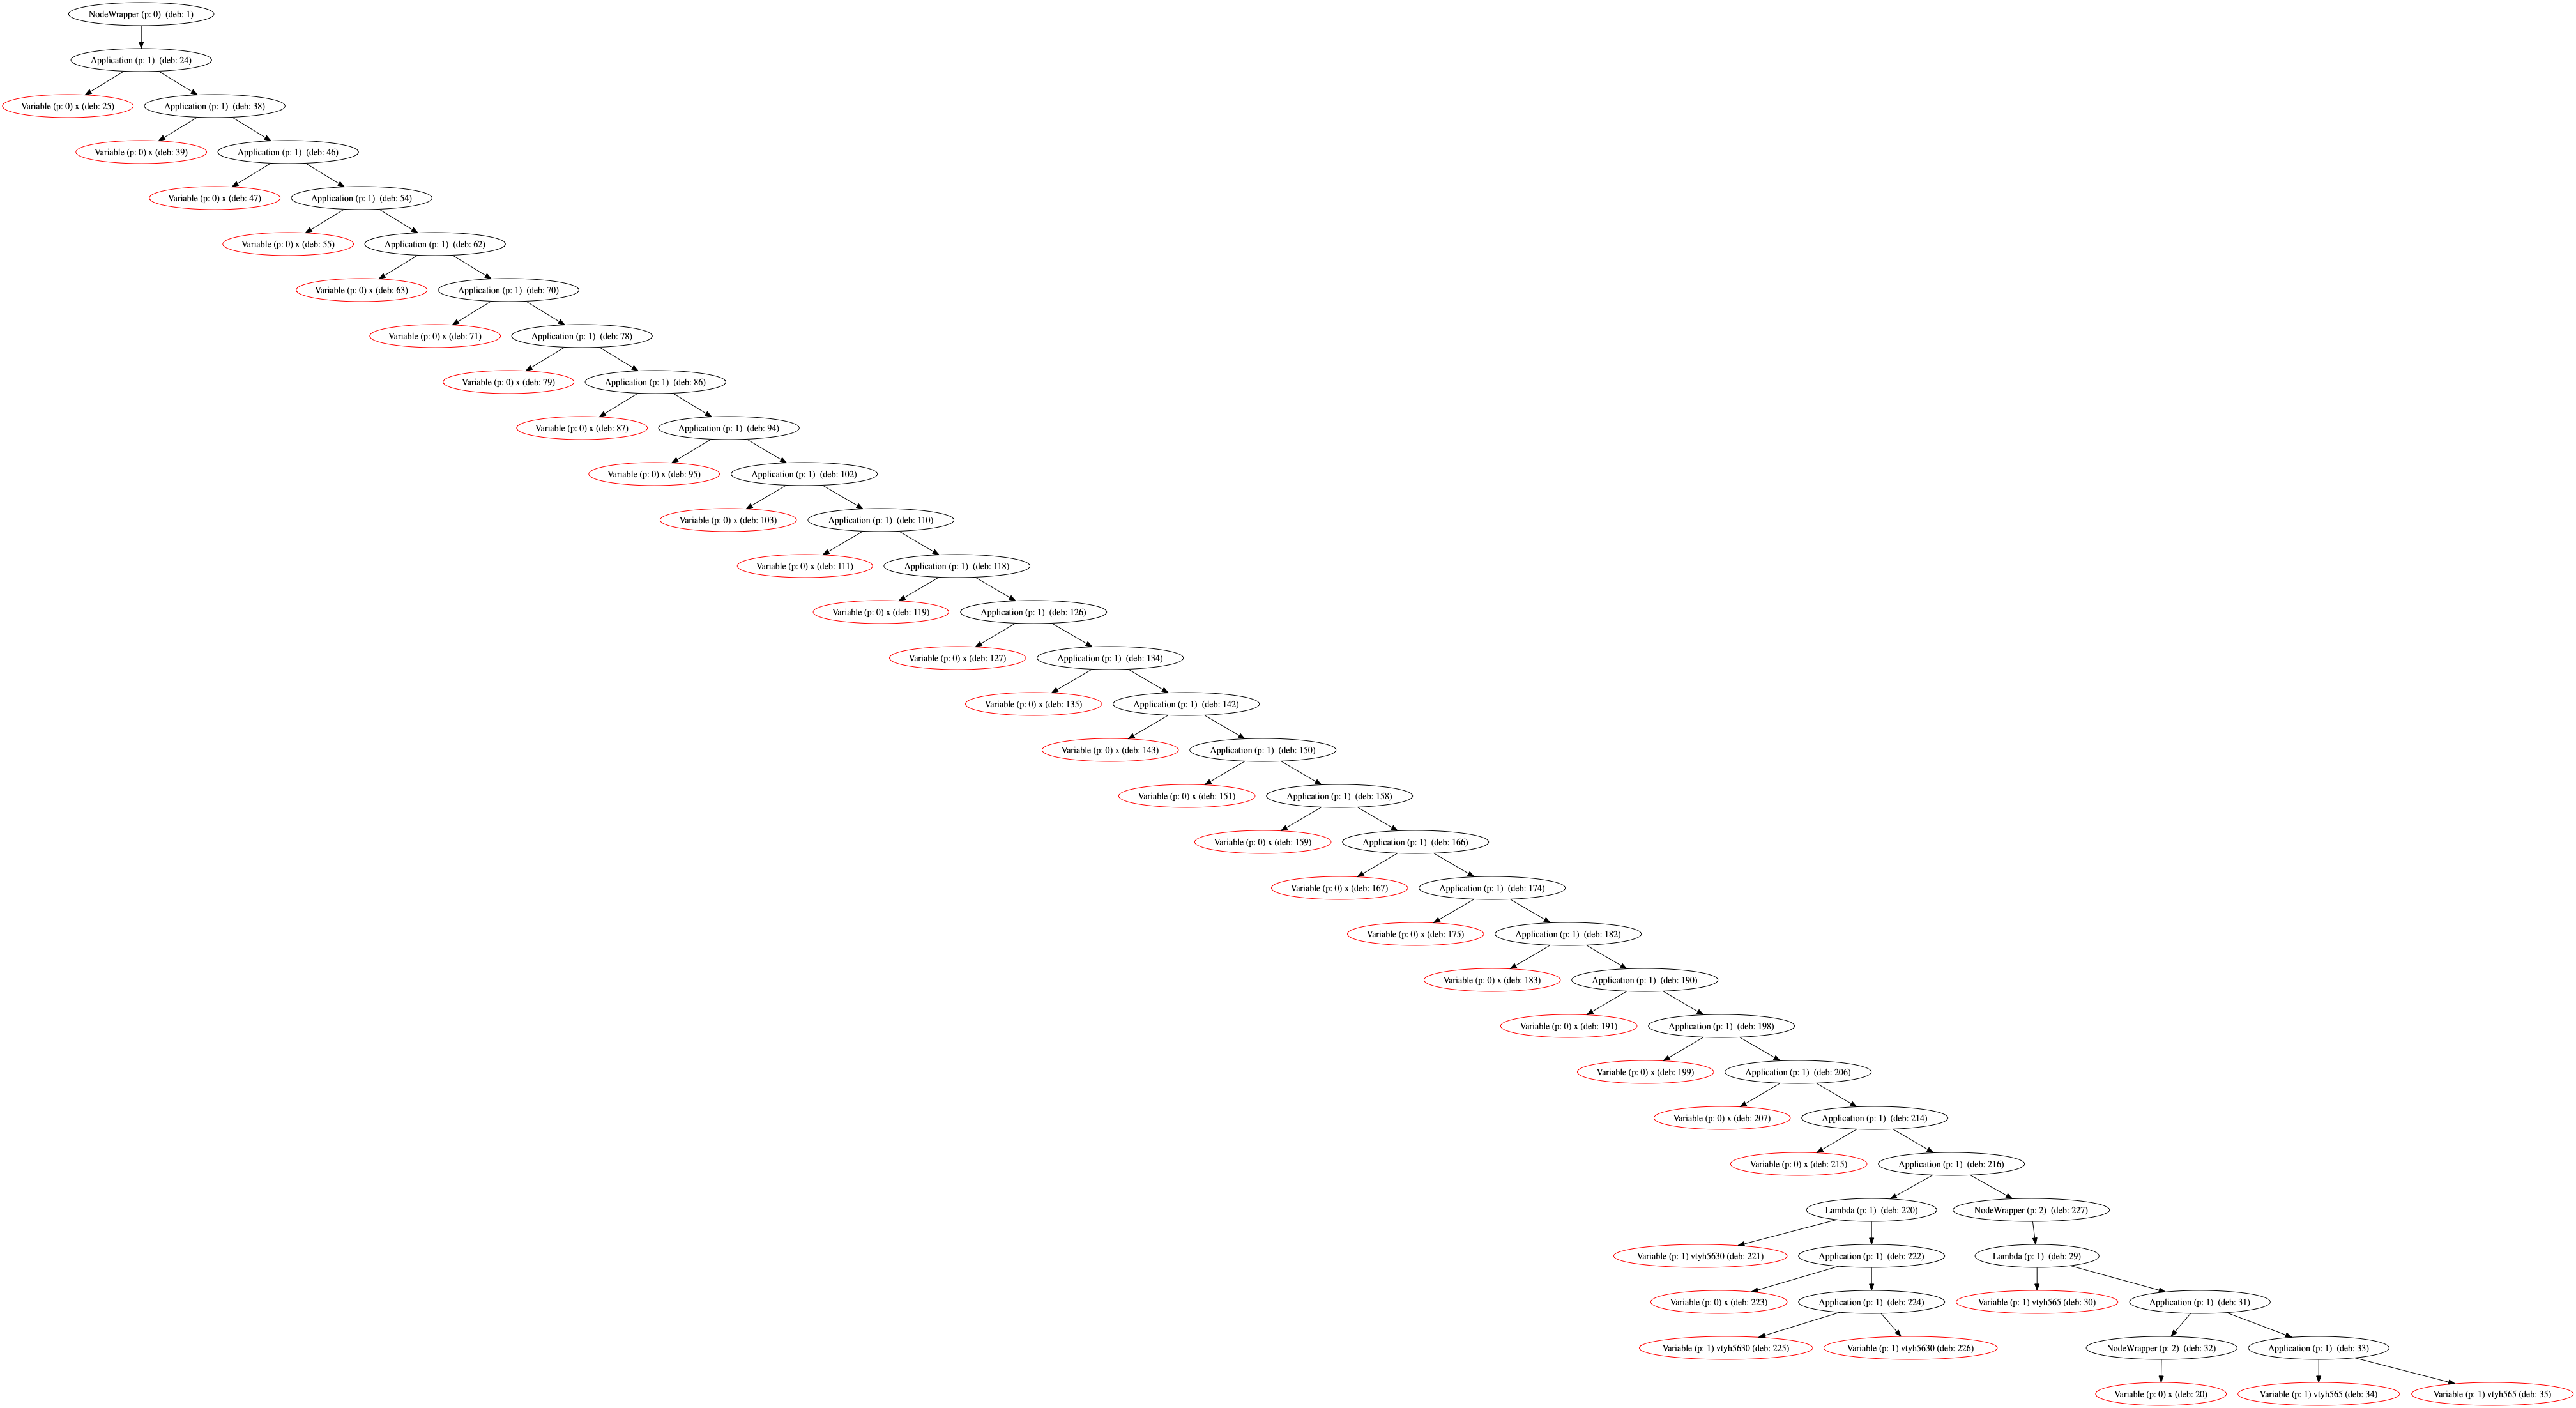 NodeWrapper (p: 0) (deb: 1)
Application (p: 1) (deb: 24)
Variable (p: 0) x (deb: 25)
Application (p: 1) (deb: 38)
Variable (p: 0) x (deb: 39)
Application (p: 1) (deb: 46)
Variable (p: 0) x (deb: 47)
Application (p: 1) (deb: 54)
Variable (p: 0) x (deb: 55)
Application (p: 1) (deb: 62)
Variable (p: 0) x (deb: 63)
Application (p: 1) (deb: 70)
Variable (p: 0) x (deb: 71)
Application (p: 1) (deb: 78)
Variable (p: 0) x (deb: 79)
Application (p: 1) (deb: 86)
Variable (p: 0) x (deb: 87)
Application (p: 1) (deb: 94)
Variable (p: 0) x (deb: 95)
Application (p: 1) (deb: 102)
Variable (p: 0) x (deb: 103)
Application (p: 1) (deb: 110)
Variable (p: 0) x (deb: 111)
Application (p: 1) (deb: 118)
Variable (p: 0) x (deb: 119)
Application (p: 1) (deb: 126)
Variable (p: 0) x (deb: 127)
Application (p: 1) (deb: 134)
Variable (p: 0) x (deb: 135)
Application (p: 1) (deb: 142)
Variable (p: 0) x (deb: 143)
Application (p: 1) (deb: 150)
Variable (p: 0) x (deb: 151)
Application (p: 1) (deb: 158)
Variable (p: 0) x (deb: 159)
Application (p: 1) (deb: 166)
Variable (p: 0) x (deb: 167)
Application (p: 1) (deb: 174)
Variable (p: 0) x (deb: 175)
Application (p: 1) (deb: 182)
Variable (p: 0) x (deb: 183)
Application (p: 1) (deb: 190)
Variable (p: 0) x (deb: 191)
Application (p: 1) (deb: 198)
Variable (p: 0) x (deb: 199)
Application (p: 1) (deb: 206)
Variable (p: 0) x (deb: 207)
Application (p: 1) (deb: 214)
Variable (p: 0) x (deb: 215)
Application (p: 1) (deb: 216)
Lambda (p: 1) (deb: 220)
NodeWrapper (p: 2) (deb: 227)
Variable (p: 1) vtyh5630 (deb: 221)
Application (p: 1) (deb: 222)
Lambda (p: 1) (deb: 29)
Variable (p: 0) x (deb: 223)
Application (p: 1) (deb: 224)
Variable (p: 1) vtyh565 (deb: 30)
Application (p: 1) (deb: 31)
Variable (p: 1) vtyh5630 (deb: 225)
Variable (p: 1) vtyh5630 (deb: 226)
NodeWrapper (p: 2) (deb: 32)
Application (p: 1) (deb: 33)
Variable (p: 0) x (deb: 20)
Variable (p: 1) vtyh565 (deb: 34)
Variable (p: 1) vtyh565 (deb: 35)